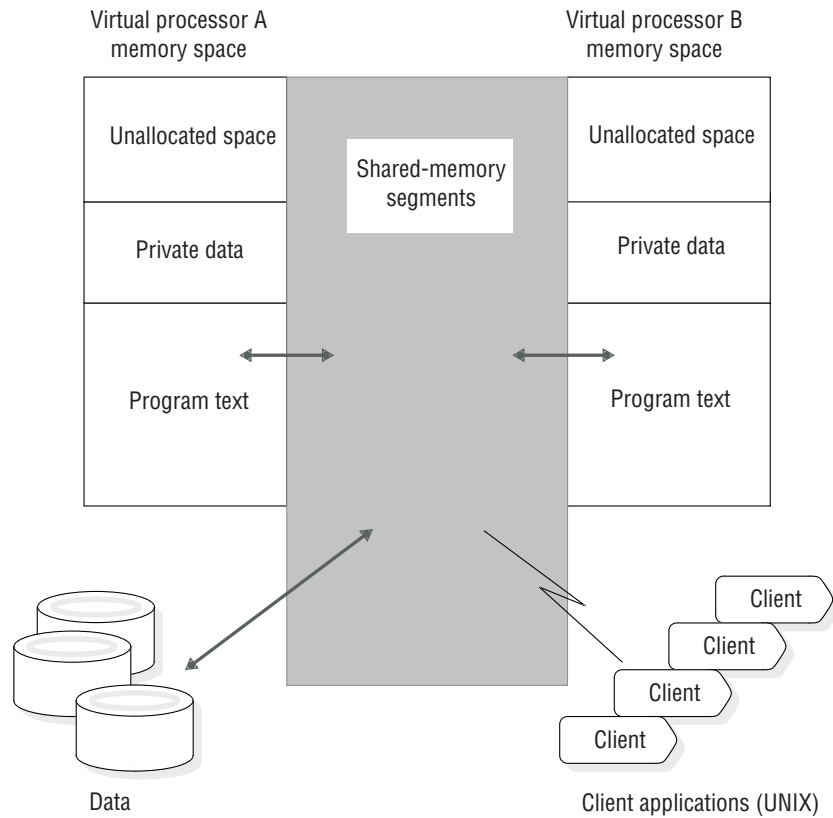 Virtual processor A
memory space
Virtual processor B
memory space
Unallocated space
Shared-memory
segments
Unallocated space
Private data
Private data
Program text
Program text
Client
Client
Client
Client
Data
Client applications (UNIX)